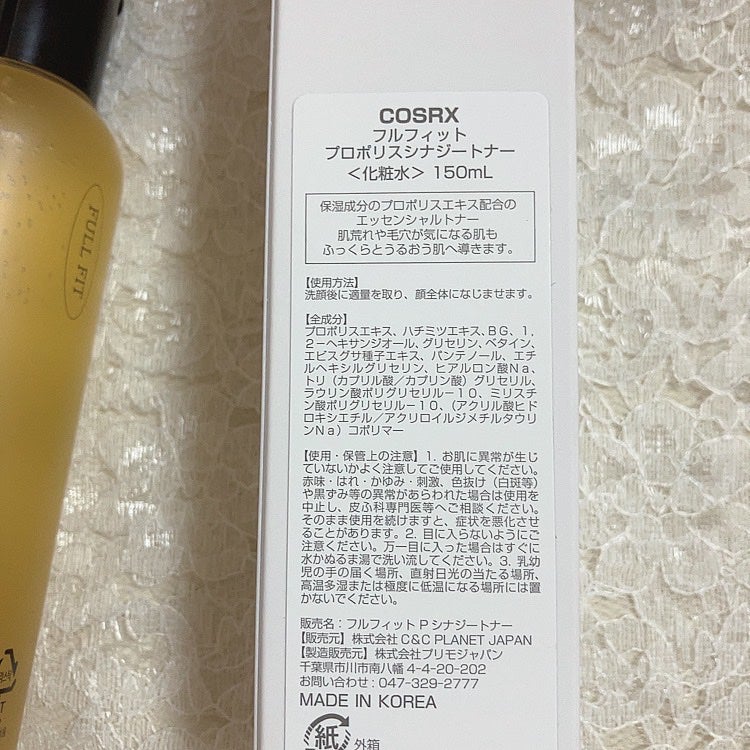 FULL FIT
COSRX
フルフィット
プロポリスシナジートナー
＜化粧水＞ 150mL
保湿成分のプロポリスエキス配合の
エッセンシャルトナー
肌荒れや毛穴が気になる肌も
ふっくらとうるおう肌へ導きます。
【使用方法】
洗顔後に適量を取り、顔全体になじませます。
【全成分】
プロポリスエキス、ハチミツエキス、BG、1,
2-ヘキサンジオール、グリセリン、ベタイン、
エビスグサ種子エキス、パンテノール、エチ
ルヘキシルグリセリン、ヒアルロン酸Na、
トリ（カプリル酸／カプリン酸）グリセリル、
ラウリン酸ポリグリセリル-10、ミリスチ
ン酸ポリグリセリル-10、（アクリル酸ヒドロ
キシエチル／アクリロイルジメチルタウリ
ンNa）コポリマー
【使用・保管上の注意】1. お肌に異常が生じ
ていないかよく注意してご使用してください。
赤味・はれ・かゆみ・刺激、色抜け（白斑等）
や黒ずみ等の異常があらわれた場合は使用を
中止し、皮ふ科専門医等へご相談ください。
そのまま使用を続けますと、症状を悪化させ
ることがあります。2. 目に入らないようにご
注意ください。万一目に入った場合はすぐに
水かぬるま湯で洗い流してください。3. 乳幼
児の手の届く場所、直射日光の当たる場所、
高温多湿または極度に低温になる場所には置
かないでください。
販売名：フルフィット P シナジートナー
【販売元】株式会社 C&C PLANET JAPAN
【製造販売元】株式会社プリモジャパン
千葉県市川市南八幡 4-4-20-202
お問い合わせ : 047-329-2777
MADE IN KOREA
紙 外箱